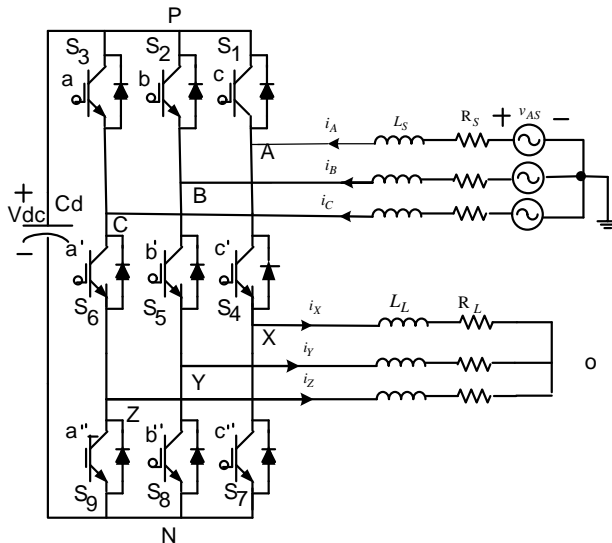 P
S3 S2 S1
a b c
iA LS RS + vAS −
A
iB
B
iC
+ C
Vdc Cd
−
a' b' c'
S6 S5 S4
iX LL RL
X
iY o
Y
iZ
Z
a" b" c"
S9 S8 S7
N